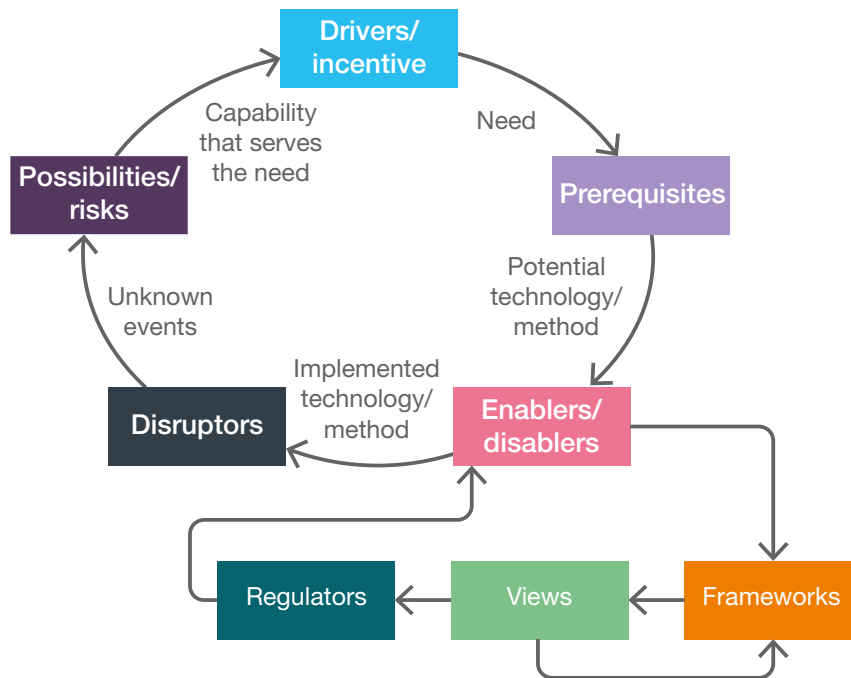 Drivers/
incentive
Capability
that serves
the need
Need
Possibilities/
risks
Prerequisites
Potential
technology/
method
Unknown
events
Implemented
technology/
method
Disruptors
Enablers/
disablers
Regulators
Views
Frameworks